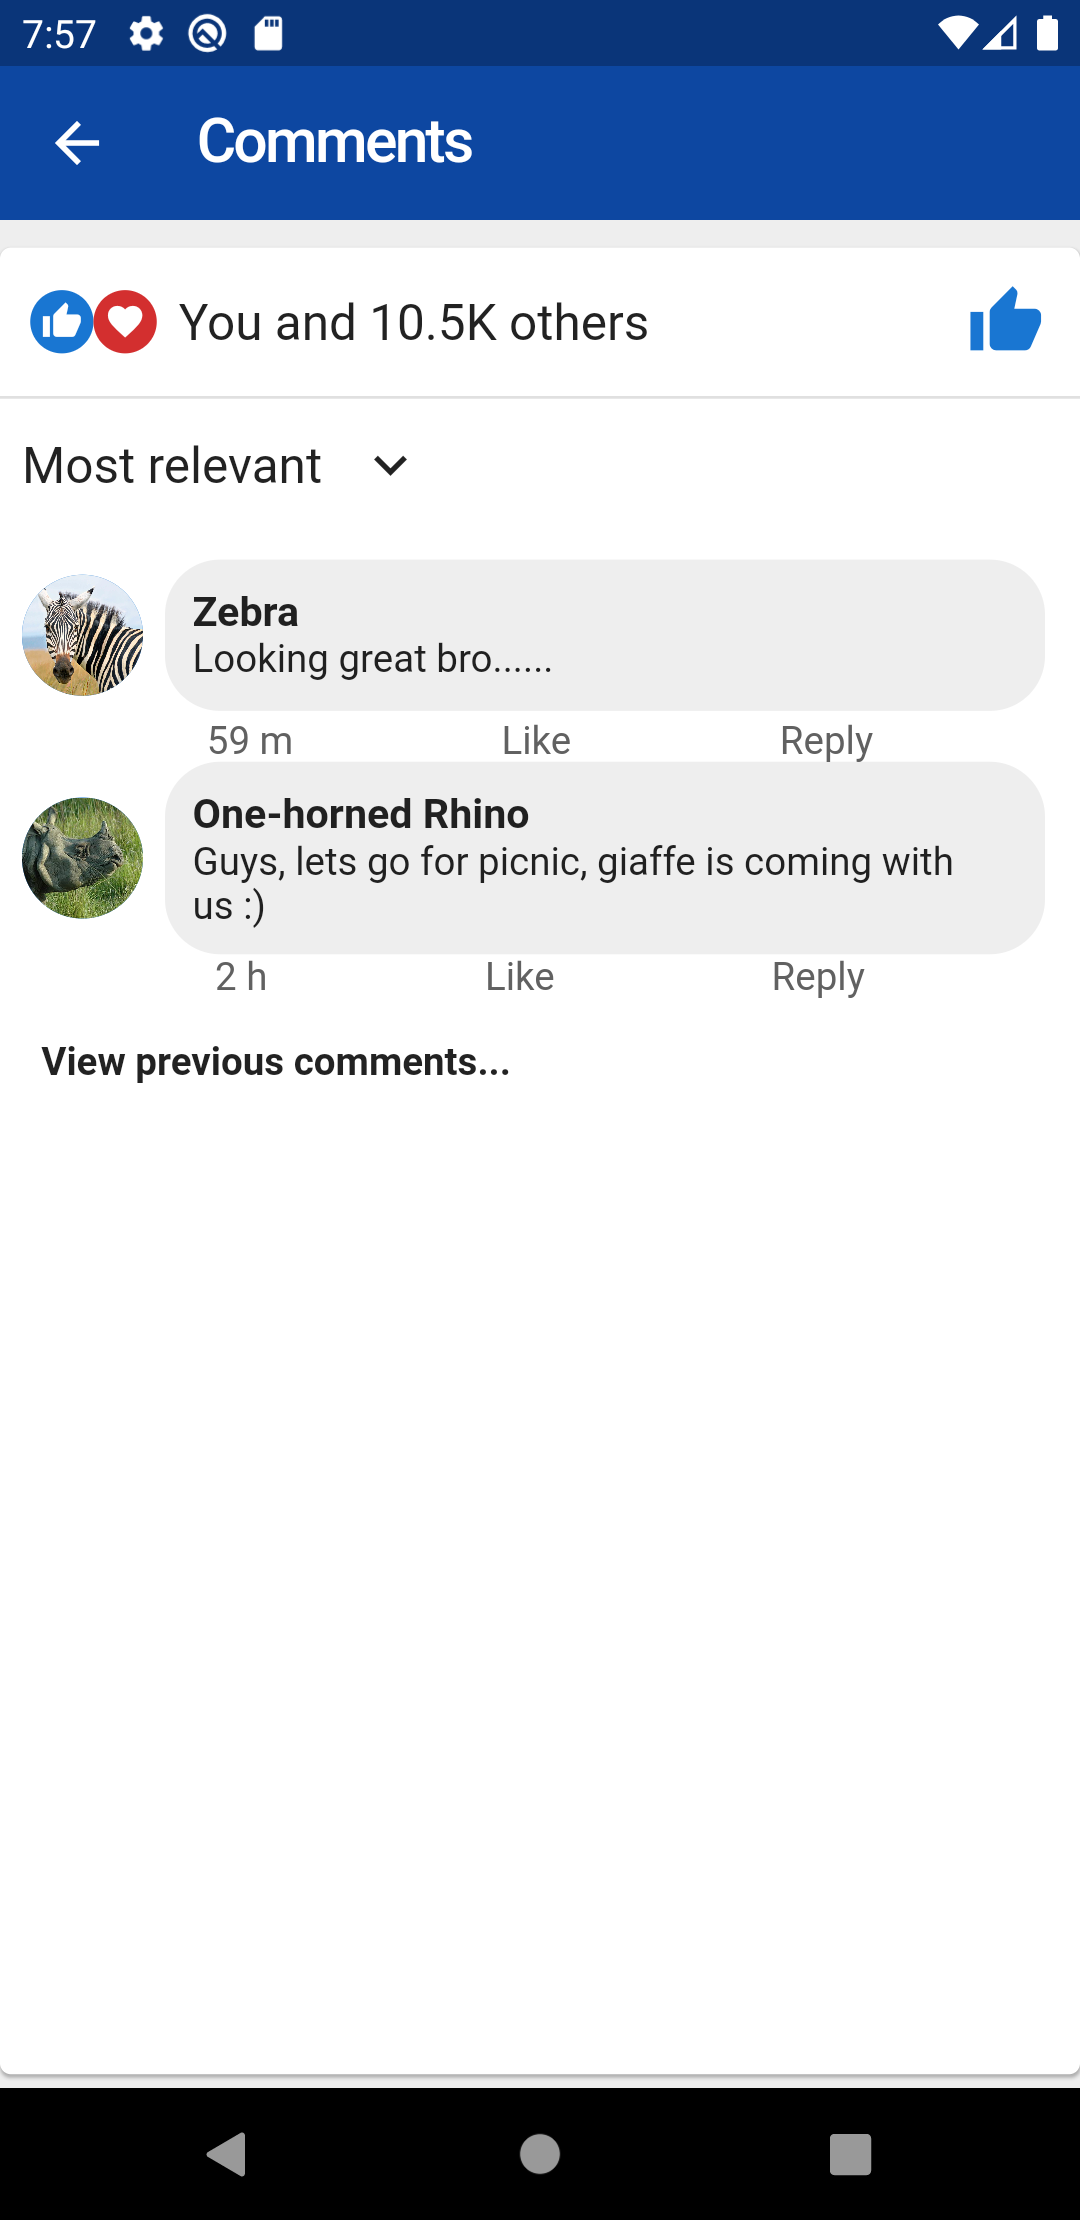 7:57
Comments
You and 10.5K others
Most relevant
Zebra
Looking great bro......
59 m Like Reply
One-horned Rhino
Guys, lets go for picnic, giaffe is coming with
us :)
2 h Like Reply
View previous comments...